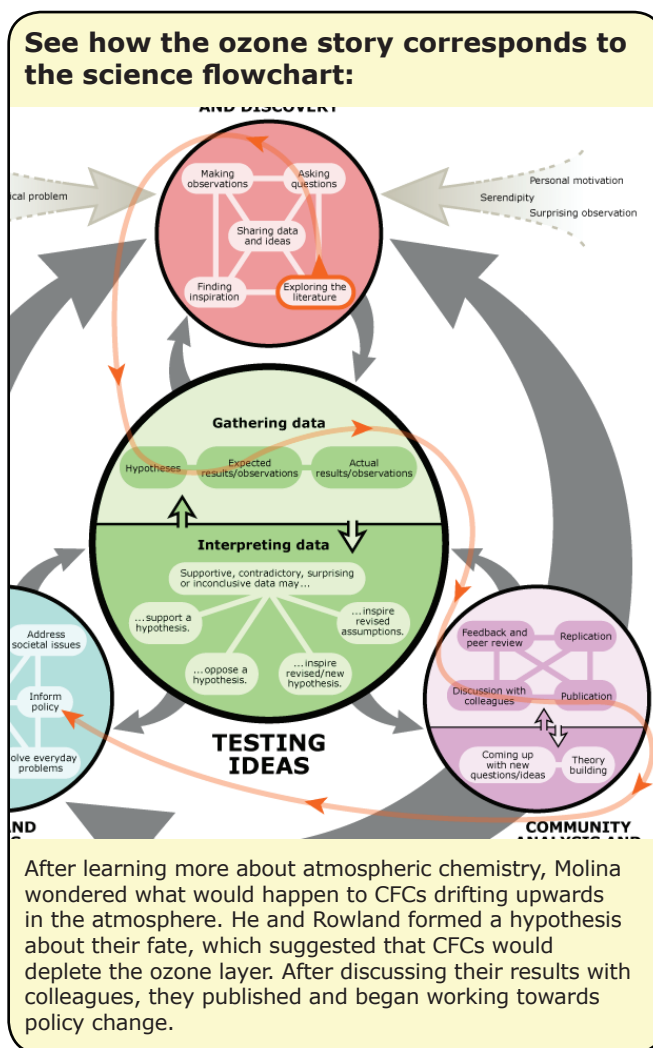 See how the ozone story corresponds to
the science flowchart:
AND DISCOVERY
Making
observations
Asking
questions
Sharing data
and ideas
Finding
inspiration
Exploring the
literature
ical problem
Personal motivation
Serendipity
Surprising observation
Gathering data
Hypotheses
Expected
results/observations
Actual
results/observations
Interpreting data
Supportive, contradictory, surprising
or inconclusive data may...
...support a
hypothesis.
...oppose a
hypothesis.
...inspire
revised/new
hypothesis.
...inspire
revised
assumptions.
TESTING
IDEAS
Address
societal issues
Inform
policy
olve everyday
problems
AND
Feedback and
peer review
Replication
Discussion with
colleagues
Publication
Coming up
with new
questions/ideas
Theory
building
COMMUNITY
ANALYSIS AND
After learning more about atmospheric chemistry, Molina
wondered what would happen to CFCs drifting upwards
in the atmosphere. He and Rowland formed a hypothesis
about their fate, which suggested that CFCs would
deplete the ozone layer. After discussing their results with
colleagues, they published and began working towards
policy change.